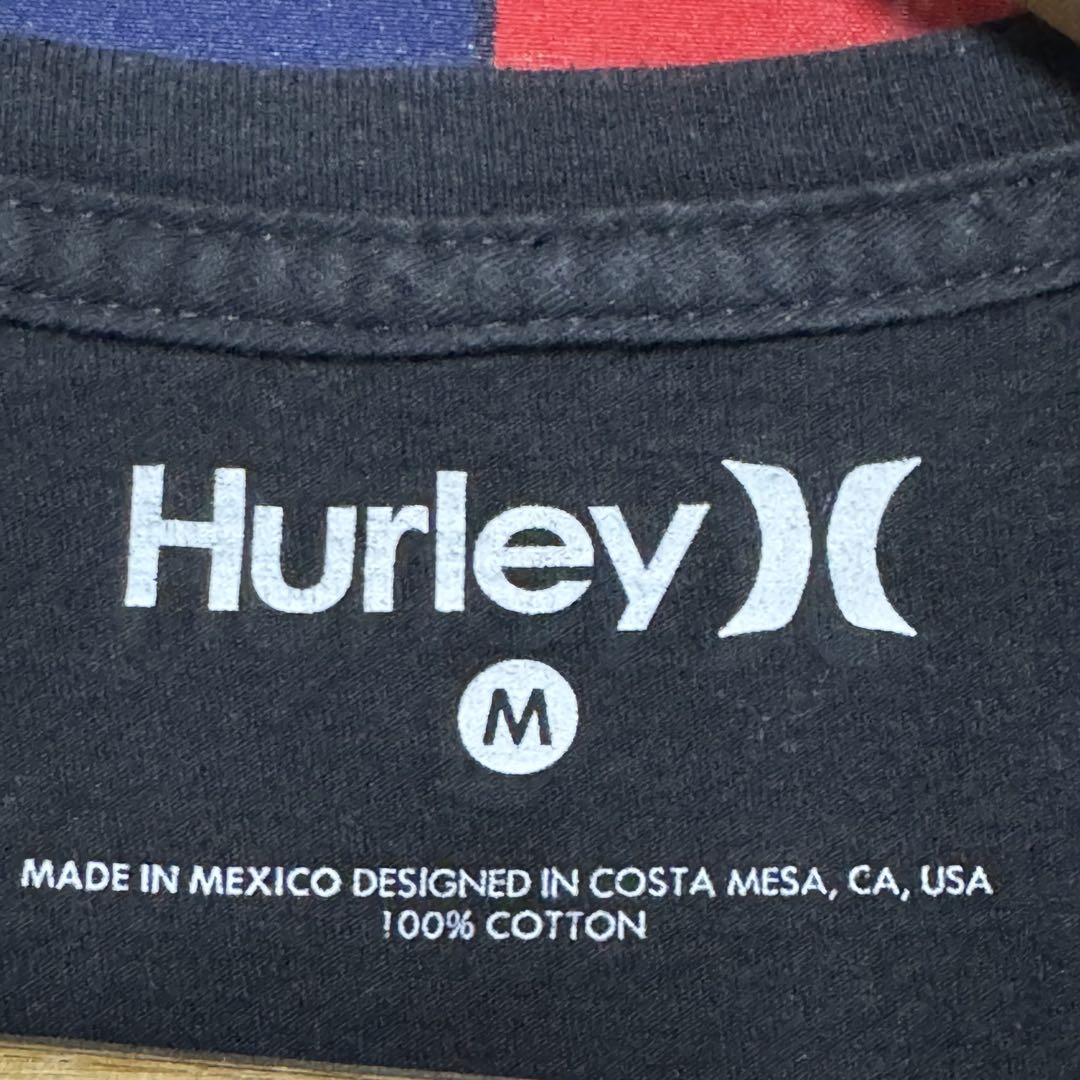 Hurley
M
MADE IN MEXICO DESIGNED IN COSTA MESA, CA, USA
100% COTTON